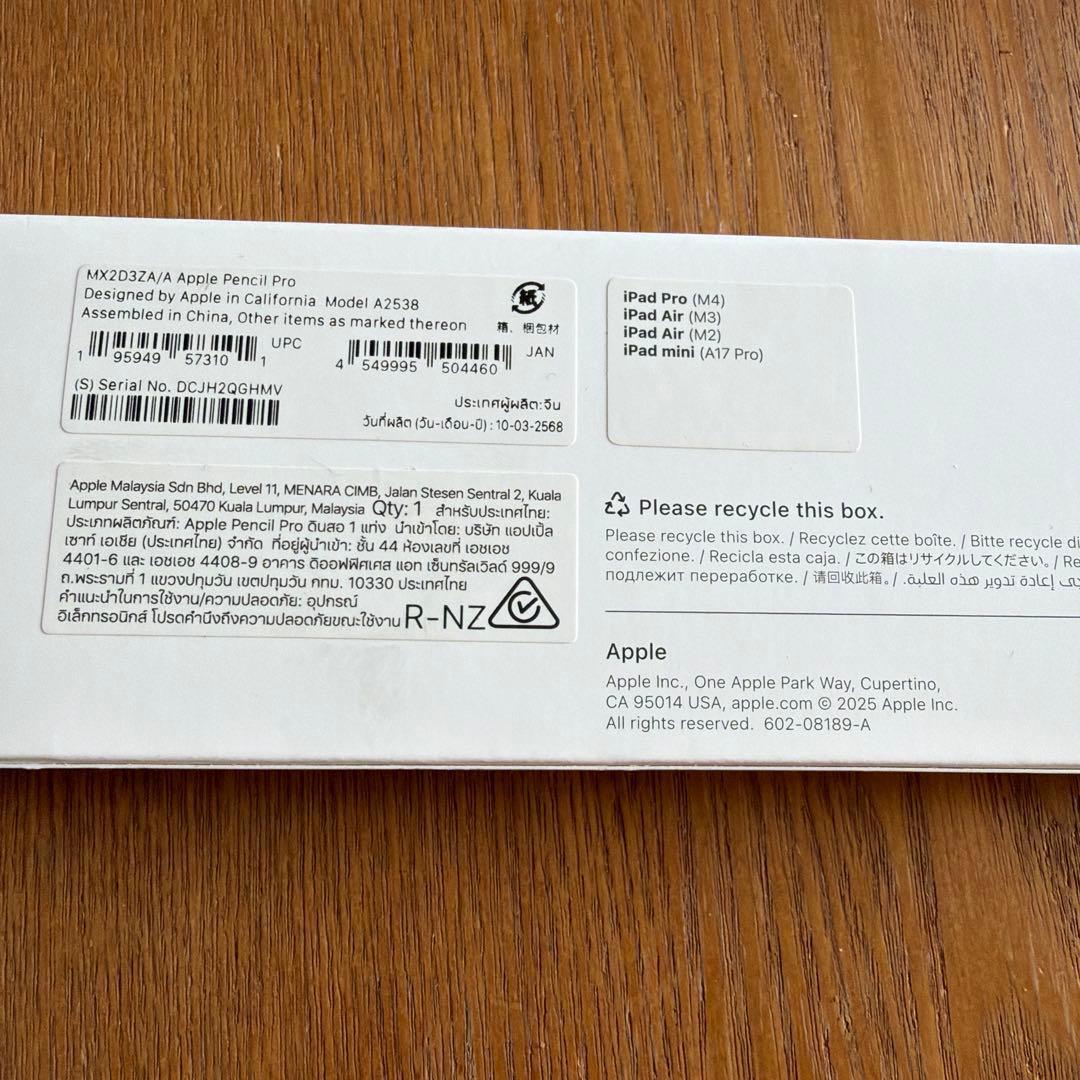 MX2D3ZA/A Apple Pencil Pro
Designed by Apple in California Model A2538
Assembled in China, Other items as marked thereon
紙
箱、梱包材
1 95949 57310 1 UPC
4 549995 504460 JAN
(S) Serial No. DCJH2QGHMV
ประเทศผู้ผลิต:จีน
วันที่ผลิต (วัน-เดือน-ปี) : 10-03-2568
iPad Pro (M4)
iPad Air (M3)
iPad Air (M2)
iPad mini (A17 Pro)
Apple Malaysia Sdn Bhd, Level 11, MENARA CIMB, Jalan Stesen Sentral 2, Kuala
Lumpur Sentral, 50470 Kuala Lumpur, Malaysia Qty: 1 สำหรับประเทศไทย:
ประเภทผลิตภัณฑ์: Apple Pencil Pro ดินสอ 1 แท่ง นำเข้าโดย: บริษัท แอปเปิ้ล
เซาท์ เอเชีย (ประเทศไทย) จำกัด ที่อยู่ผู้นำเข้า: ชั้น 44 ห้องเลขที่ เอชเอช
4401-6 และ เอชเอช 4408-9 อาคาร ดิออฟฟิศเศส แอท เซ็นทรัลเวิลด์ 999/9
ถ.พระรามที่ 1 แขวงปทุมวัน เขตปทุมวัน กทม. 10330 ประเทศไทย
คำแนะนำในการใช้งาน/ความปลอดภัย: อุปกรณ์
อิเล็กทรอนิกส์ โปรดคำนึงถึงความปลอดภัยขณะใช้งาน R-NZ
Please recycle this box.
Please recycle this box. / Recyclez cette boîte. / Bitte recycle di
confezione. / Recicla esta caja. / この箱はリサイクルしてください。/ Re
подлежит переработке. / 请回收此箱。/ .يرجى إعادة تدوير هذه العلبة
Apple
Apple Inc., One Apple Park Way, Cupertino,
CA 95014 USA, apple.com © 2025 Apple Inc.
All rights reserved. 602-08189-A